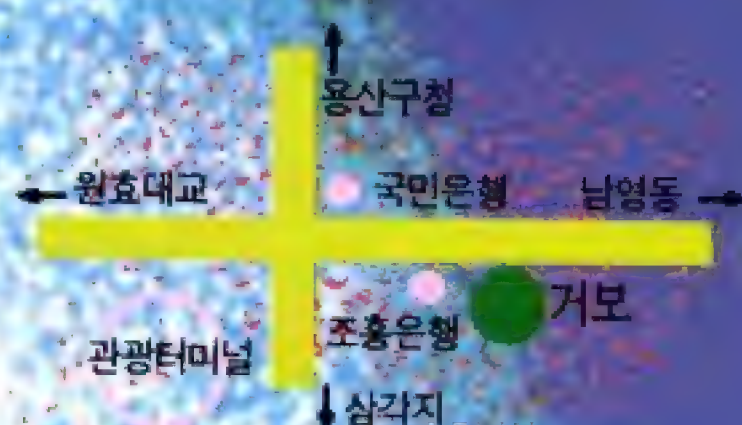 용산구청
원효대교
국민은행
남영동
거보
조흥은행
관광터미널
삼각지